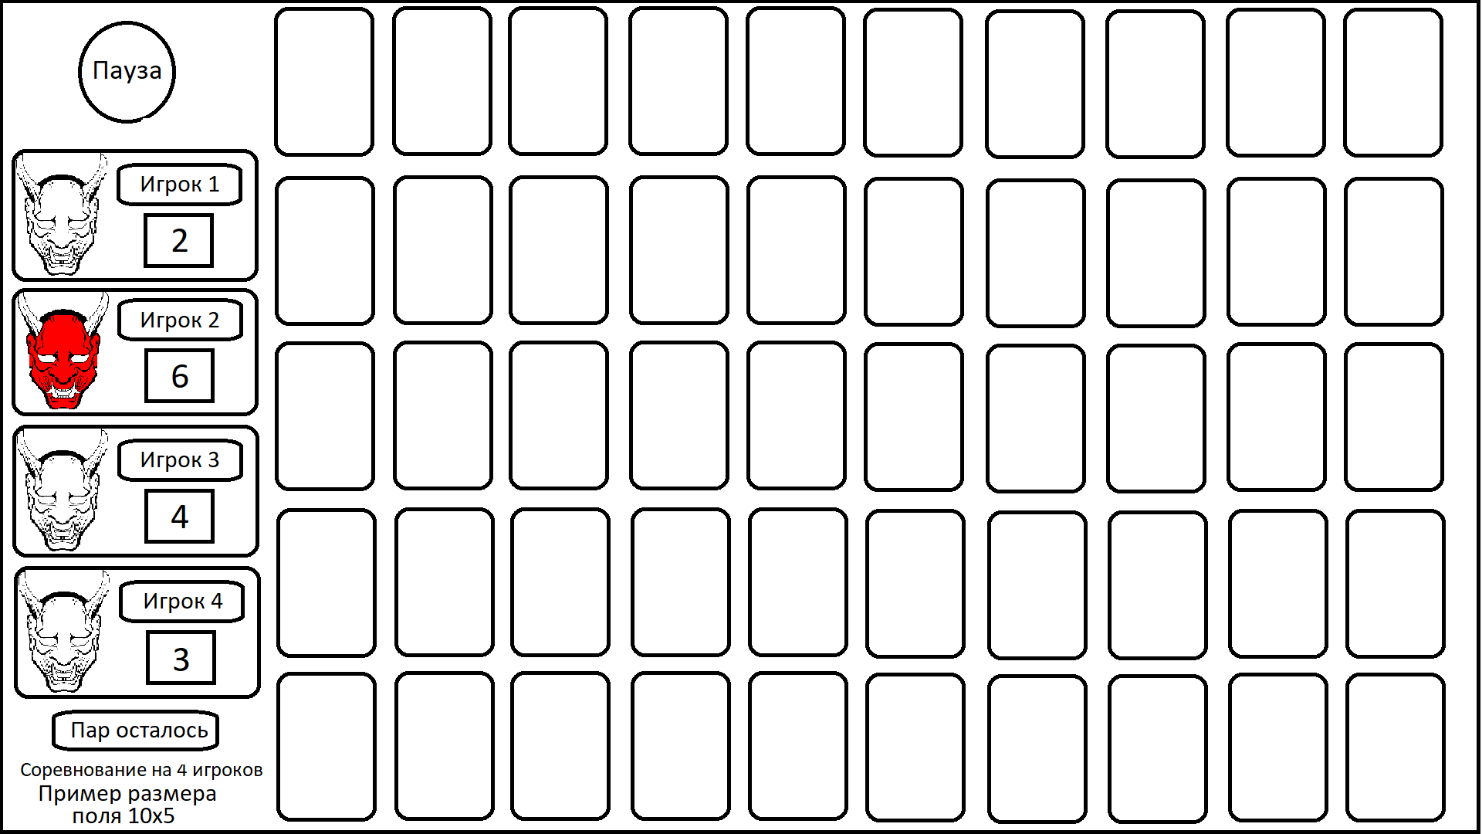 Пауза
Игрок 1
2
Игрок 2
6
Игрок 3
4
Игрок 4
3
Пар осталось
Соревнование на 4 игроков
Пример размера
поля 10x5